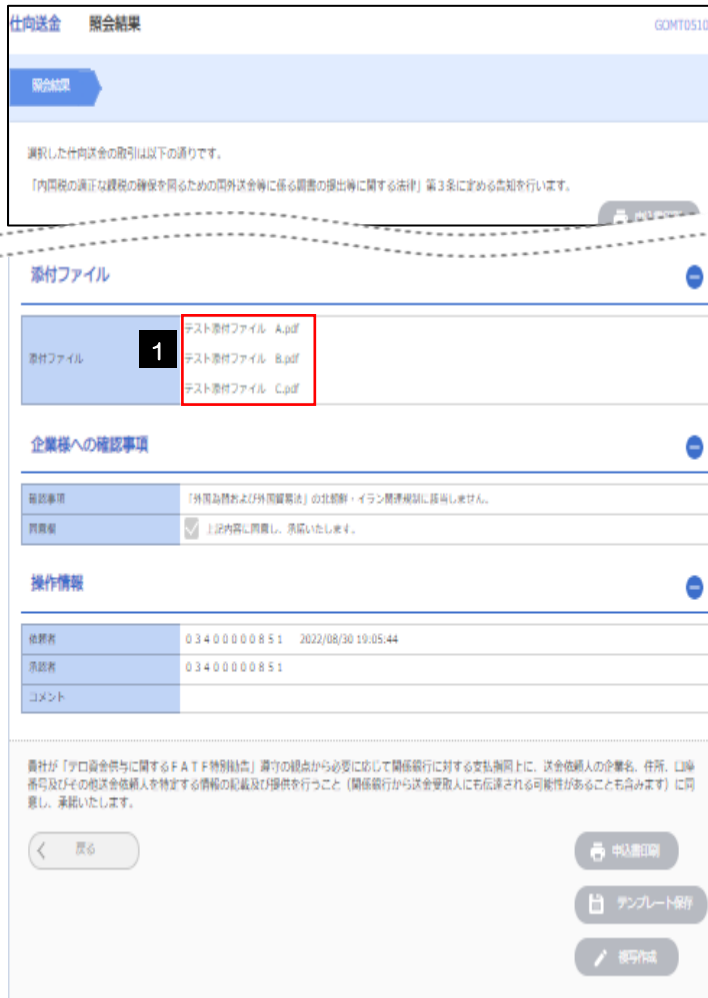 仕向送金 照会結果
GOMT0510
照会結果
選択した仕向送金の取引は以下の通りです。
「内国税の適正な課税の確保を図るための国外送金等に係る調書の提出等に関する法律」第3条に定める告知を行います。
申込書印刷
添付ファイル
添付ファイル
1
テスト添付ファイル A.pdf
テスト添付ファイル B.pdf
テスト添付ファイル C.pdf
企業様への確認事項
確認事項 「外国為替および外国貿易法」の北朝鮮・イラン関連規制に該当しません。
同意欄 上記内容に同意し、承諾いたします。
操作情報
依頼者 03400000851 2022/08/30 19:05:44
承認者 03400000851
コメント
貴社が「テロ資金供与に関するFATF特別勧告」遵守の観点から必要に応じて関係銀行に対する支払指図上に、送金依頼人の企業名、住所、口座
番号及びその他送金依頼人を特定する情報の記載及び提供を行うこと（関係銀行から送金受取人にも伝達される可能性があることも含みます）に同
意し、承諾いたします。
戻る
申込書印刷
テンプレート保存
複写作成